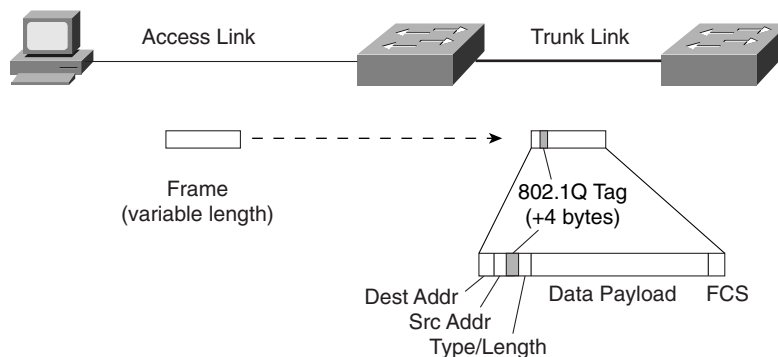 Access Link
Trunk Link
Frame
(variable length)
802.1Q Tag
(+4 bytes)
Dest Addr
Data Payload
FCS
Src Addr
Type/Length